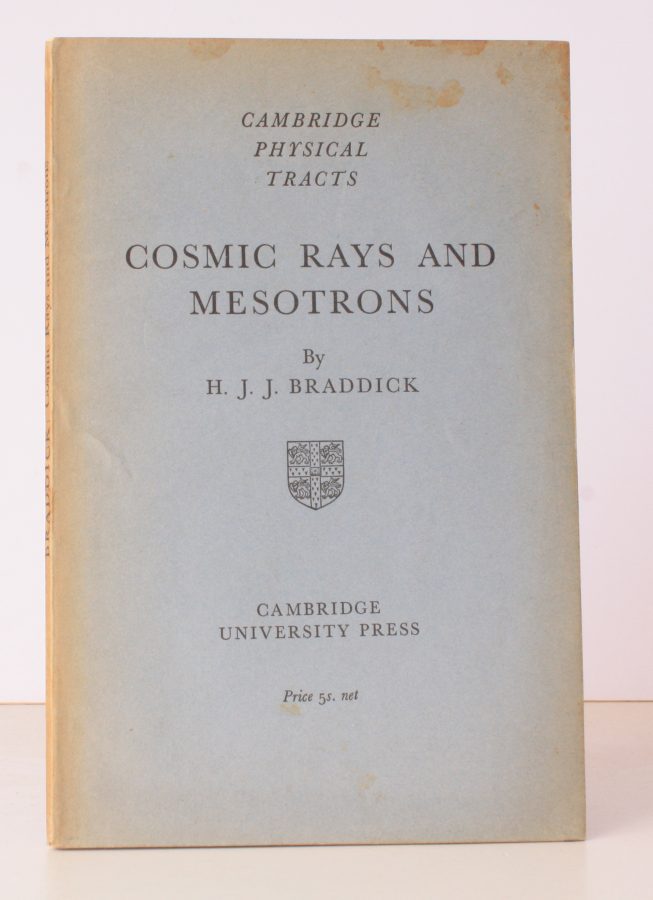 CAMBRIDGE
PHYSICAL
TRACTS
COSMIC RAYS AND
MESOTRONS
By
H. J. J. BRADDICK
CAMBRIDGE
UNIVERSITY PRESS
Price 5s. net
BRADDICK Cosmic Rays and Mesotrons